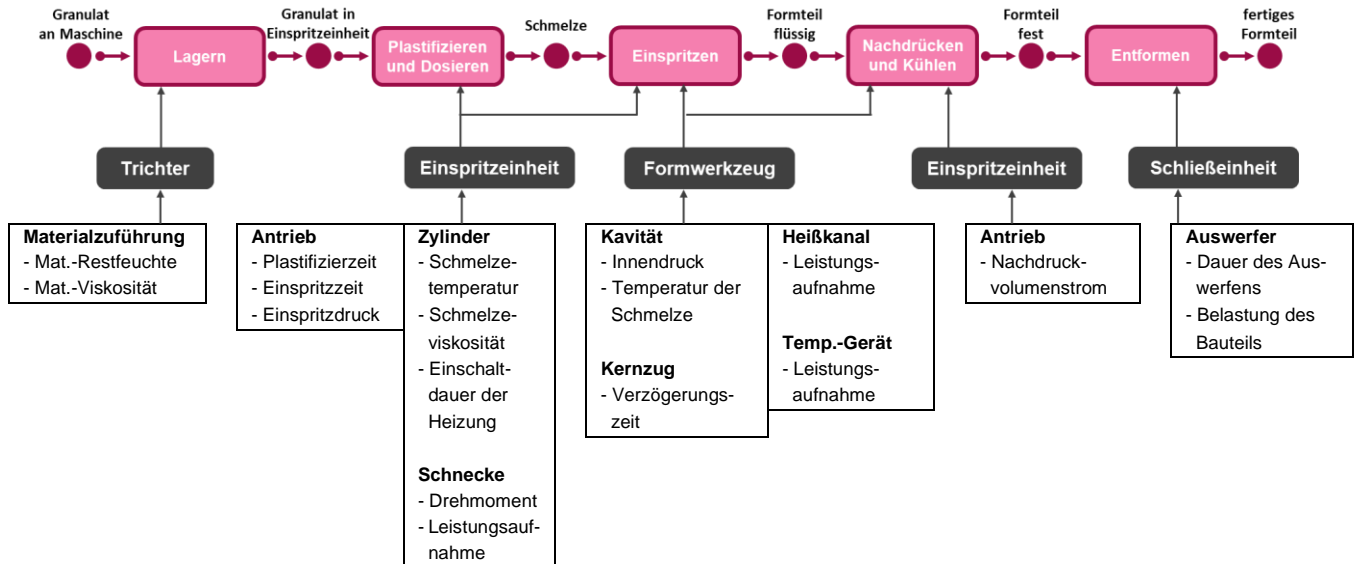 Granulat
an Maschine
Lagern
Granulat in
Einspritzeinheit
Plastifizieren
und Dosieren
Schmelze
Einspritzen
Formteil
flüssig
Nachdrücken
und Kühlen
Formteil
fest
Entformen
fertiges
Formteil
Trichter
Einspritzeinheit
Formwerkzeug
Einspritzeinheit
Schließeinheit
Materialzuführung
- Mat.-Restfeuchte
- Mat.-Viskosität
Antrieb
- Plastifizierzeit
- Einspritzzeit
- Einspritzdruck
Zylinder
- Schmelze-
temperatur
- Schmelze-
viskosität
- Einschalt-
dauer der
Heizung
Schnecke
- Drehmoment
- Leistungsauf-
nahme
Kavität
- Innendruck
- Temperatur der
Schmelze
Kernzug
- Verzögerungs-
zeit
Heißkanal
- Leistungs-
aufnahme
Temp.-Gerät
- Leistungs-
aufnahme
Antrieb
- Nachdruck-
volumenstrom
Auswerfer
- Dauer des Aus-
werfens
- Belastung des
Bauteils